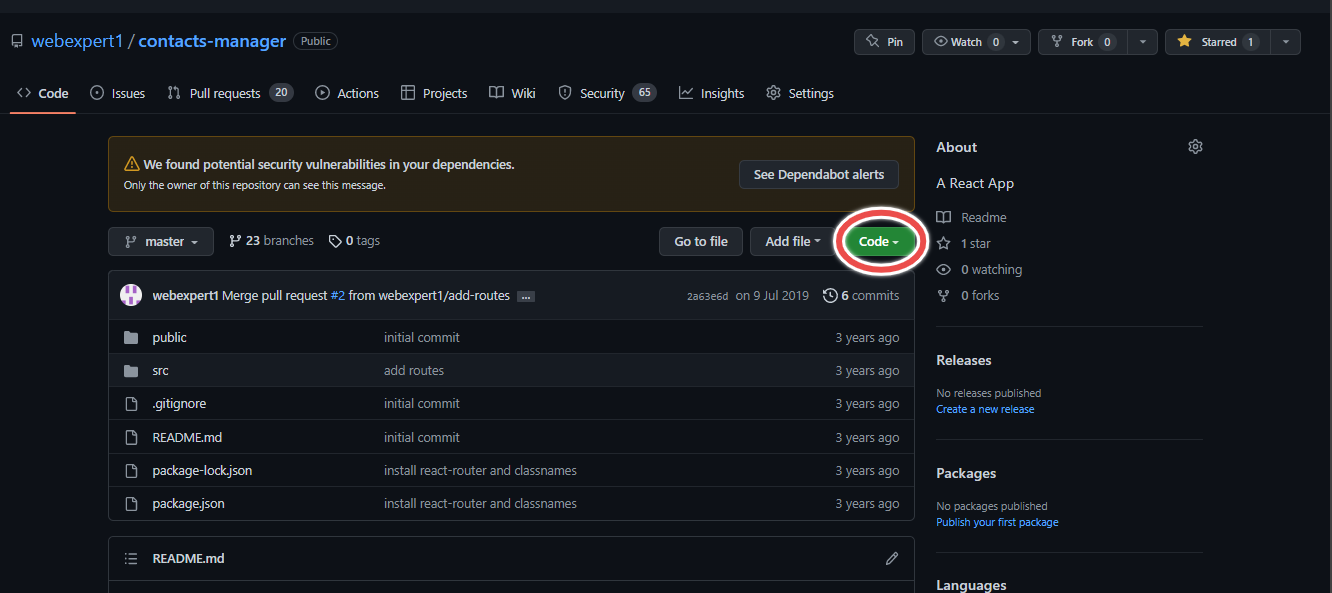 webexpert1 / contacts-manager Public
Pin Watch 0 Fork 0 Starred 1
Code Issues Pull requests 20 Actions Projects Wiki Security 65 Insights Settings
We found potential security vulnerabilities in your dependencies.
Only the owner of this repository can see this message.
See Dependabot alerts
master 23 branches 0 tags
Go to file Add file Code
webexpert1 Merge pull request #2 from webexpert1/add-routes ... 2a63e6d on 9 Jul 2019 6 commits
public initial commit 3 years ago
src add routes 3 years ago
.gitignore initial commit 3 years ago
README.md initial commit 3 years ago
package-lock.json install react-router and classnames 3 years ago
package.json install react-router and classnames 3 years ago
README.md
About
A React App
Readme
1 star
0 watching
0 forks
Releases
No releases published
Create a new release
Packages
No packages published
Publish your first package
Languages